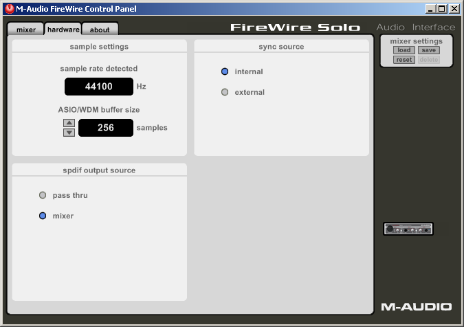 M-Audio FireWire Control Panel
mixer hardware about
FireWire Solo Audio Interface
sample settings
sample rate detected
44100 Hz
ASIO/WDM buffer size
256 samples
sync source
internal
external
spdif output source
pass thru
mixer
mixer settings
load save
reset delete
M-AUDIO